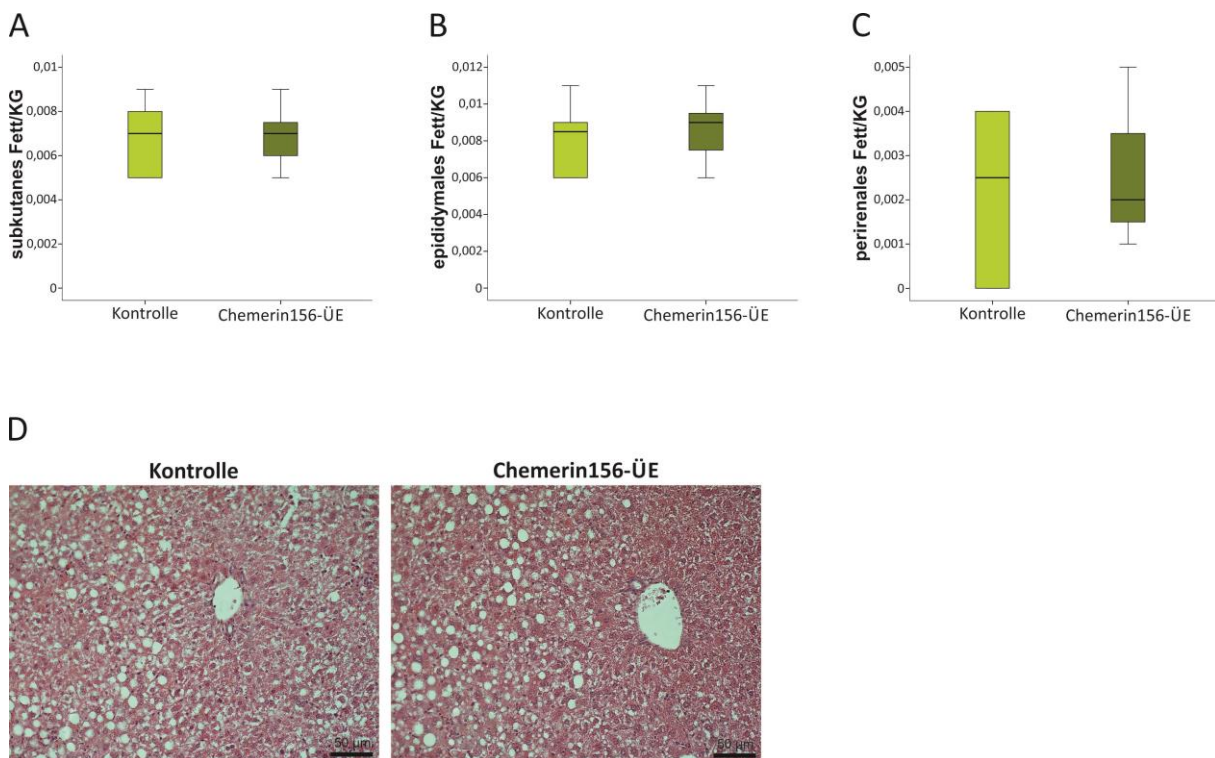 A
subkutanes Fett/KG
0,01
0,008
0,006
0,004
0,002
0
Kontrolle Chemerin156-ÜE
B
epididymales Fett/KG
0,012
0,01
0,008
0,006
0,004
0,002
0
Kontrolle Chemerin156-ÜE
C
perirenales Fett/KG
0,005
0,004
0,003
0,002
0,001
0
Kontrolle Chemerin156-ÜE
D
Kontrolle
50 µm
Chemerin156-ÜE
50 µm